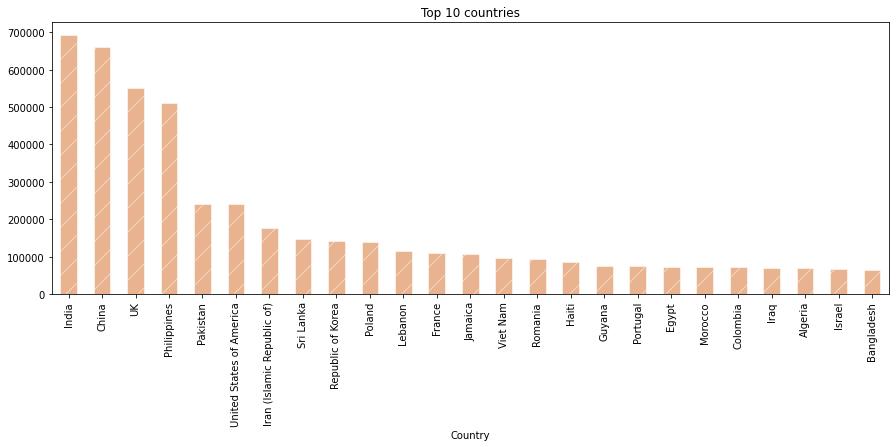 Top 10 countries
700000
600000
500000
400000
300000
200000
100000
0
India
China
UK
Philippines
Pakistan
United States of America
Iran (Islamic Republic of)
Sri Lanka
Republic of Korea
Poland
Lebanon
France
Jamaica
Viet Nam
Romania
Haiti
Guyana
Portugal
Egypt
Morocco
Colombia
Iraq
Algeria
Israel
Bangladesh
Country